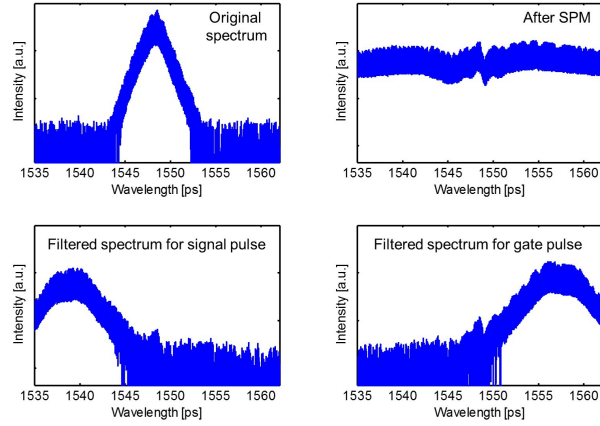 Original
spectrum
Intensity [a.u.]
1535 1540 1545 1550 1555 1560
Wavelength [ps]
After SPM
Intensity [a.u.]
1535 1540 1545 1550 1555 1560
Wavelength [ps]
Filtered spectrum for signal pulse
Intensity [a.u.]
1535 1540 1545 1550 1555 1560
Wavelength [ps]
Filtered spectrum for gate pulse
Intensity [a.u.]
1535 1540 1545 1550 1555 1560
Wavelength [ps]